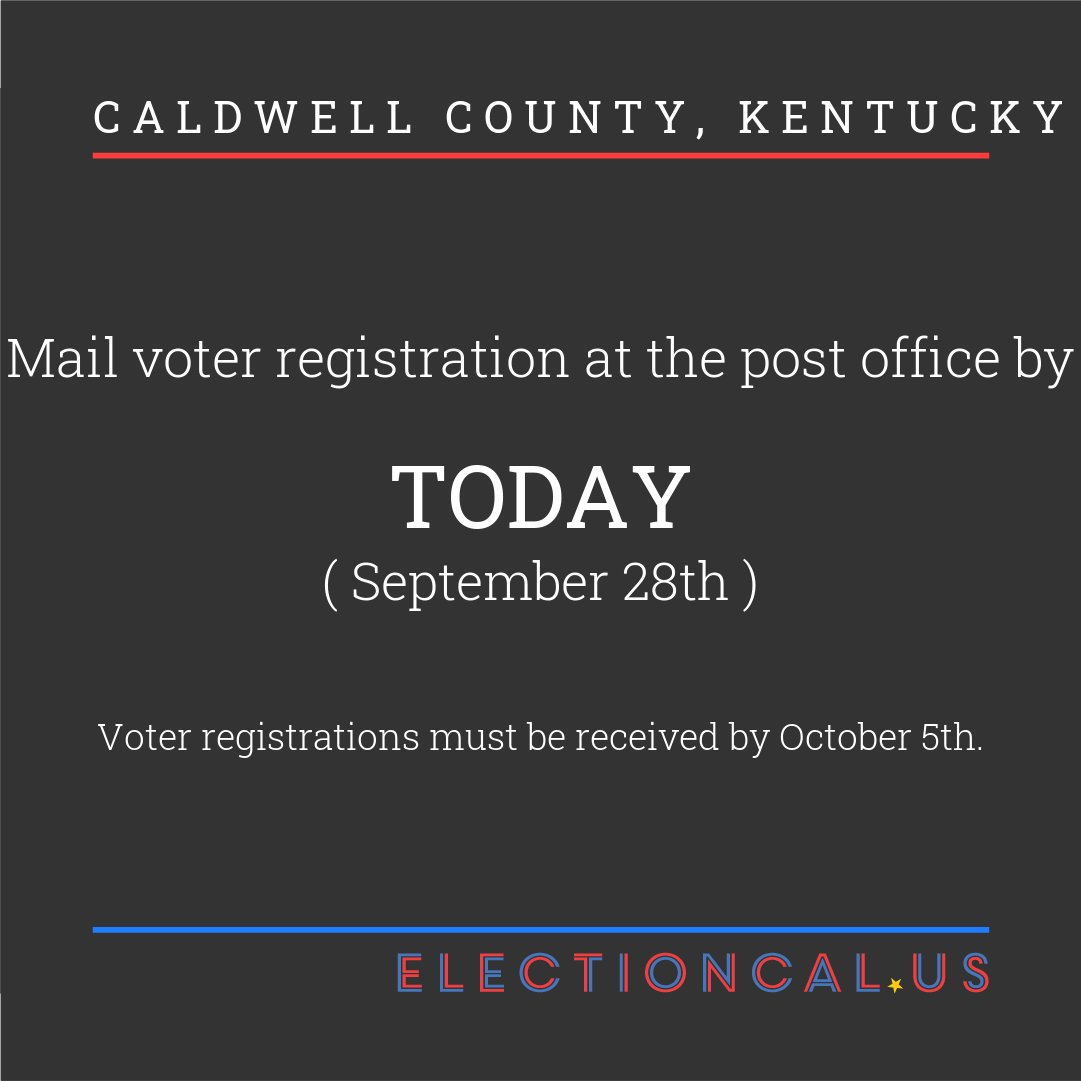 CALDWELL COUNTY, KENTUCKY
Mail voter registration at the post office by
TODAY
( September 28th )
Voter registrations must be received by October 5th.
ELECTIONCAL.US